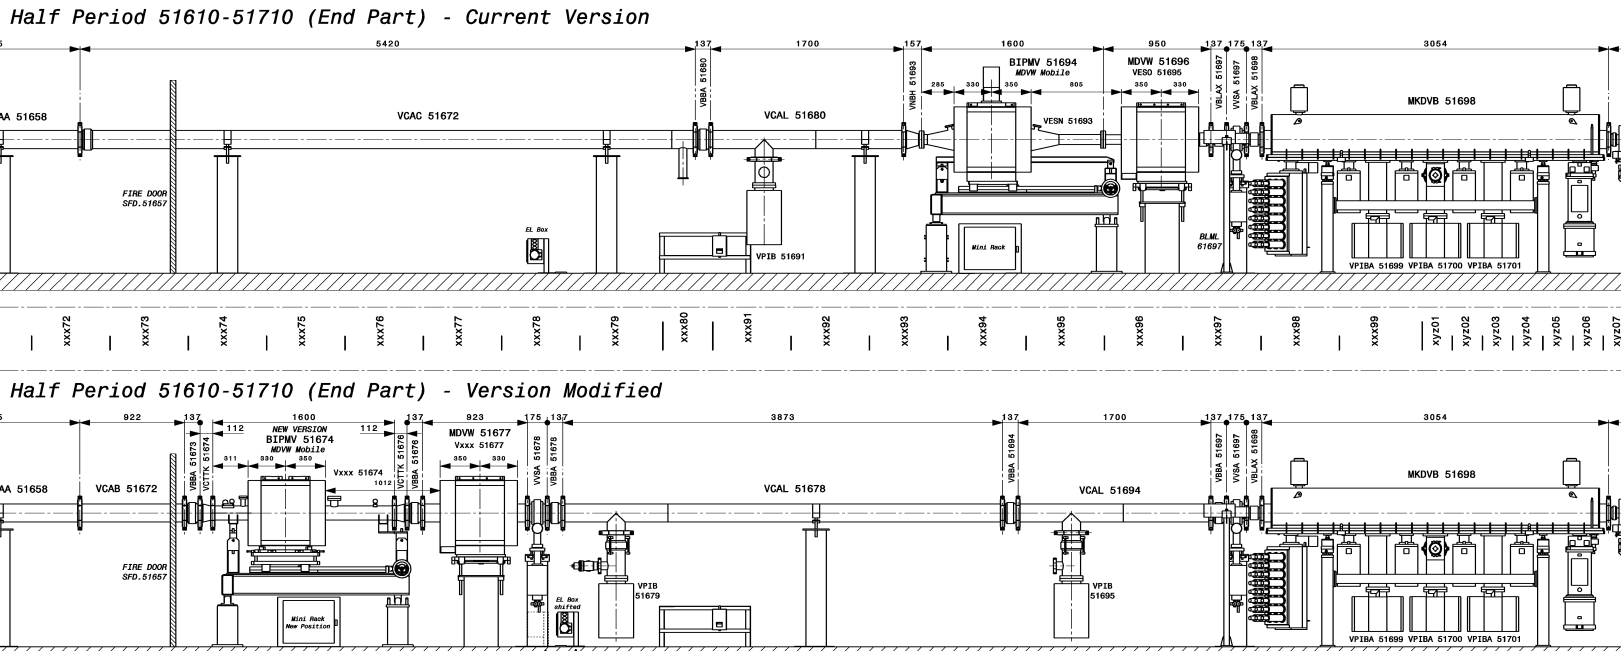 Half Period 51610-51710 (End Part) - Current Version
5420 137 1700 157 1600 950 137 175 137 3054
VBBA 51680
VNBH 51693
BIPMV 51694
MDVW Mobile
MDVW 51696
VESO 51695
VBLAX 51697
VVSA 51697
VBLAX 51698
285 330 350 805 350 330
AA 51658
VCAC 51672
VCAL 51680
VESN 51693
MKDVB 51698
FIRE DOOR
SFD.51657
EL Box
VPIB 51691
Mini Rack
BLML
61697
VPIBA 51699 VPIBA 51700 VPIBA 51701
xxx72 xxx73 xxx74 xxx75 xxx76 xxx77 xxx78 xxx79 xxx80 xxx91 xxx92 xxx93 xxx94 xxx95 xxx96 xxx97 xxx98 xxx99 xyz01 xyz02 xyz03 xyz04 xyz05 xyz06 xyz07
Half Period 51610-51710 (End Part) - Version Modified
922 137 1600 137 923 175 137 3873 137 1700 137 175 137 3054
112 112
VBBA 51673
VCTTK 51674
NEW VERSION
BIPMV 51674
MDVW Mobile
VCTTK 51676
VBBA 51676
MDVW 51677
Vxxx 51677
VVSA 51678
VBBA 51678
VBBA 51694
VBBA 51697
VVSA 51697
VBLAX 51698
311 330 350 350 330
Vxxx 51674
1012
AA 51658
VCAB 51672
VCAL 51678
VCAL 51694
MKDVB 51698
FIRE DOOR
SFD.51657
Mini Rack
New Position
EL Box
shifted
VPIB
51679
VPIB
51695
VPIBA 51699 VPIBA 51700 VPIBA 51701